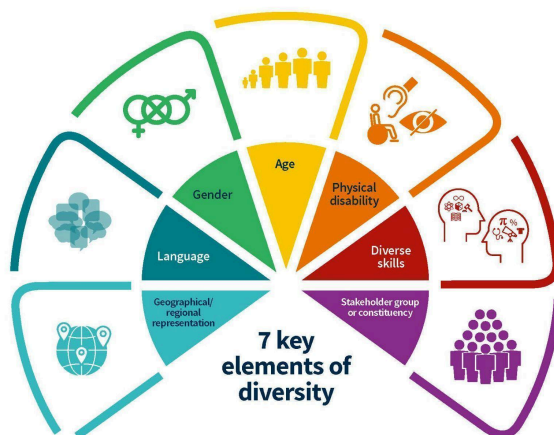 Age
Gender
Physical
disability
Language
Diverse
skills
Geographical/
regional
representation
Stakeholder group
or constituency
7 key
elements of
diversity
π %